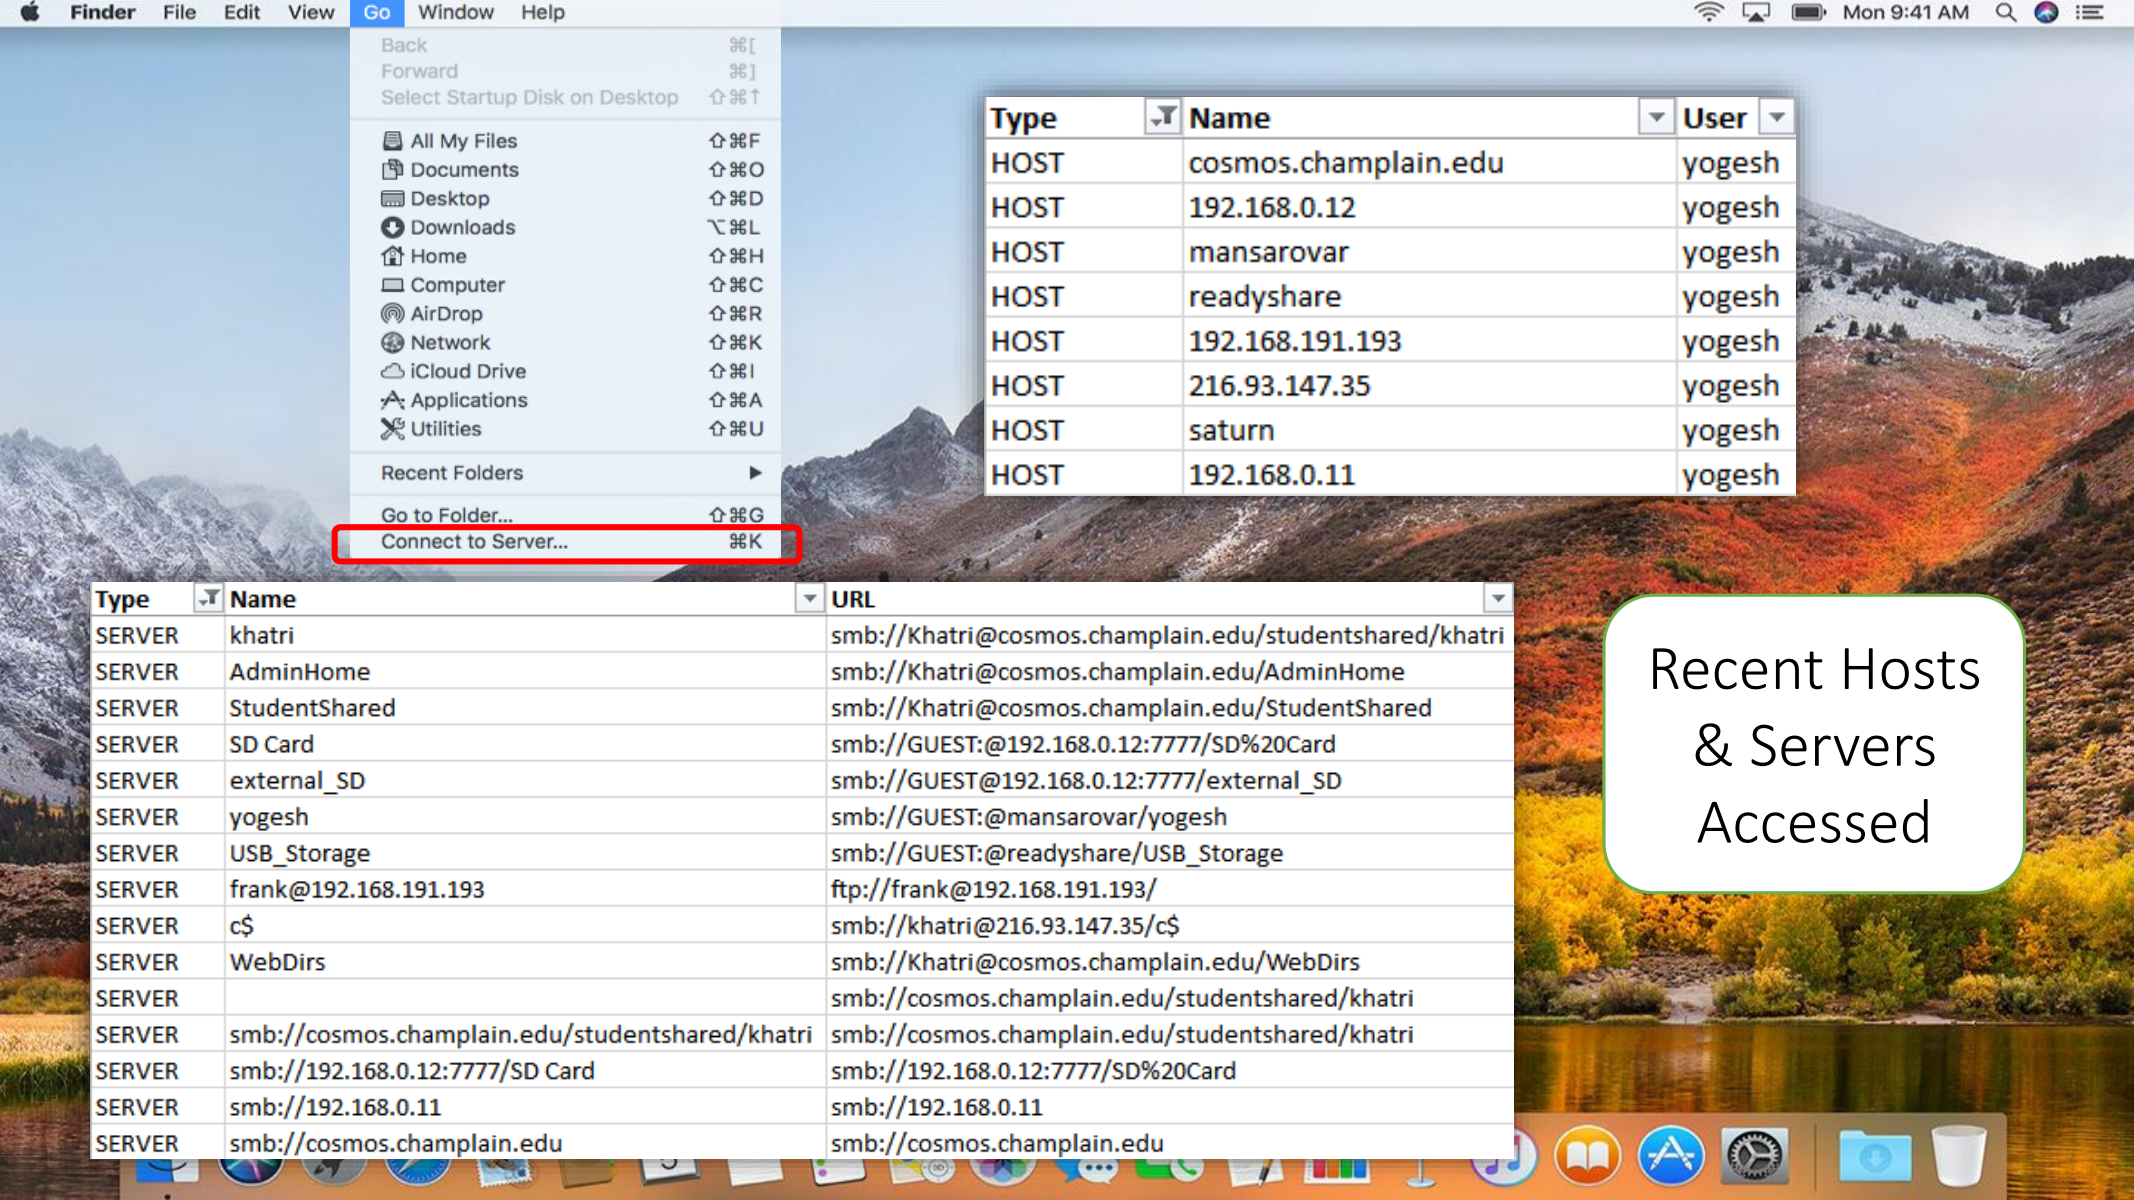 Finder File Edit View Go Window Help
Mon 9:41 AM
Back ⌘[
Forward ⌘]
Select Startup Disk on Desktop ⇧⌘↑
All My Files ⇧⌘F
Documents ⇧⌘O
Desktop ⇧⌘D
Downloads ⌥⌘L
Home ⇧⌘H
Computer ⇧⌘C
AirDrop ⇧⌘R
Network ⇧⌘K
iCloud Drive ⇧⌘I
Applications ⇧⌘A
Utilities ⇧⌘U
Recent Folders
Go to Folder... ⇧⌘G
Connect to Server... ⌘K
Type Name User
HOST cosmos.champlain.edu yogesh
HOST 192.168.0.12 yogesh
HOST mansarovar yogesh
HOST readyshare yogesh
HOST 192.168.191.193 yogesh
HOST 216.93.147.35 yogesh
HOST saturn yogesh
HOST 192.168.0.11 yogesh
Type Name URL
SERVER khatri smb://Khatri@cosmos.champlain.edu/studentshared/khatri
SERVER AdminHome smb://Khatri@cosmos.champlain.edu/AdminHome
SERVER StudentShared smb://Khatri@cosmos.champlain.edu/StudentShared
SERVER SD Card smb://GUEST:@192.168.0.12:7777/SD%20Card
SERVER external_SD smb://GUEST@192.168.0.12:7777/external_SD
SERVER yogesh smb://GUEST:@mansarovar/yogesh
SERVER USB_Storage smb://GUEST:@readyshare/USB_Storage
SERVER frank@192.168.191.193 ftp://frank@192.168.191.193/
SERVER c$ smb://khatri@216.93.147.35/c$
SERVER WebDirs smb://Khatri@cosmos.champlain.edu/WebDirs
SERVER smb://cosmos.champlain.edu/studentshared/khatri
SERVER smb://cosmos.champlain.edu/studentshared/khatri smb://cosmos.champlain.edu/studentshared/khatri
SERVER smb://192.168.0.12:7777/SD Card smb://192.168.0.12:7777/SD%20Card
SERVER smb://192.168.0.11 smb://192.168.0.11
SERVER smb://cosmos.champlain.edu smb://cosmos.champlain.edu
Recent Hosts
& Servers
Accessed